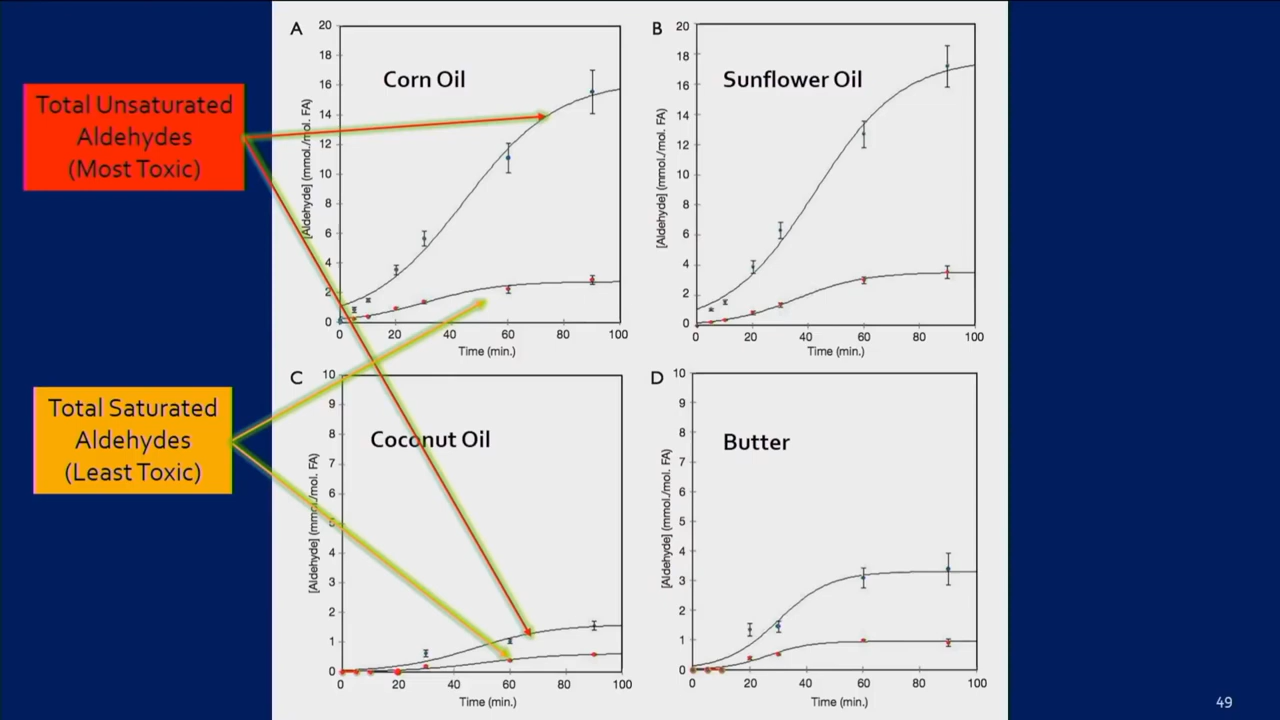 Total Unsaturated
Aldehydes
(Most Toxic)
Total Saturated
Aldehydes
(Least Toxic)
A
Corn Oil
[Aldehyde] (mmol./mol. FA)
20
18
16
14
12
10
8
6
4
2
0
0 20 40 60 80 100
Time (min.)
B
Sunflower Oil
[Aldehyde] (mmol./mol. FA)
20
18
16
14
12
10
8
6
4
2
0
0 20 40 60 80 100
Time (min.)
C
Coconut Oil
[Aldehyde] (mmol./mol. FA)
10
9
8
7
6
5
4
3
2
1
0
0 20 40 60 80 100
Time (min.)
D
Butter
[Aldehyde] (mmol./mol. FA)
10
9
8
7
6
5
4
3
2
1
0
0 20 40 60 80 100
Time (min.)
49